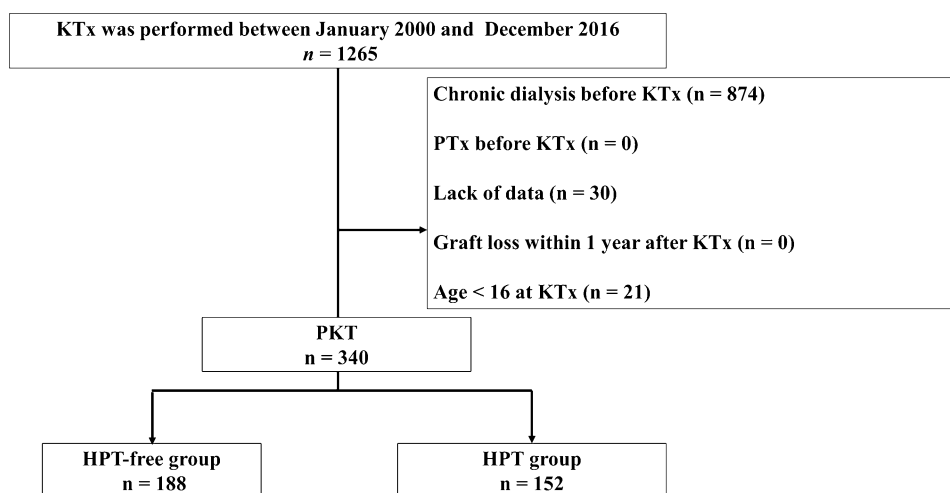 KTx was performed between January 2000 and December 2016
n = 1265
Chronic dialysis before KTx (n = 874)
PTx before KTx (n = 0)
Lack of data (n = 30)
Graft loss within 1 year after KTx (n = 0)
Age < 16 at KTx (n = 21)
PKT
n = 340
HPT-free group
n = 188
HPT group
n = 152